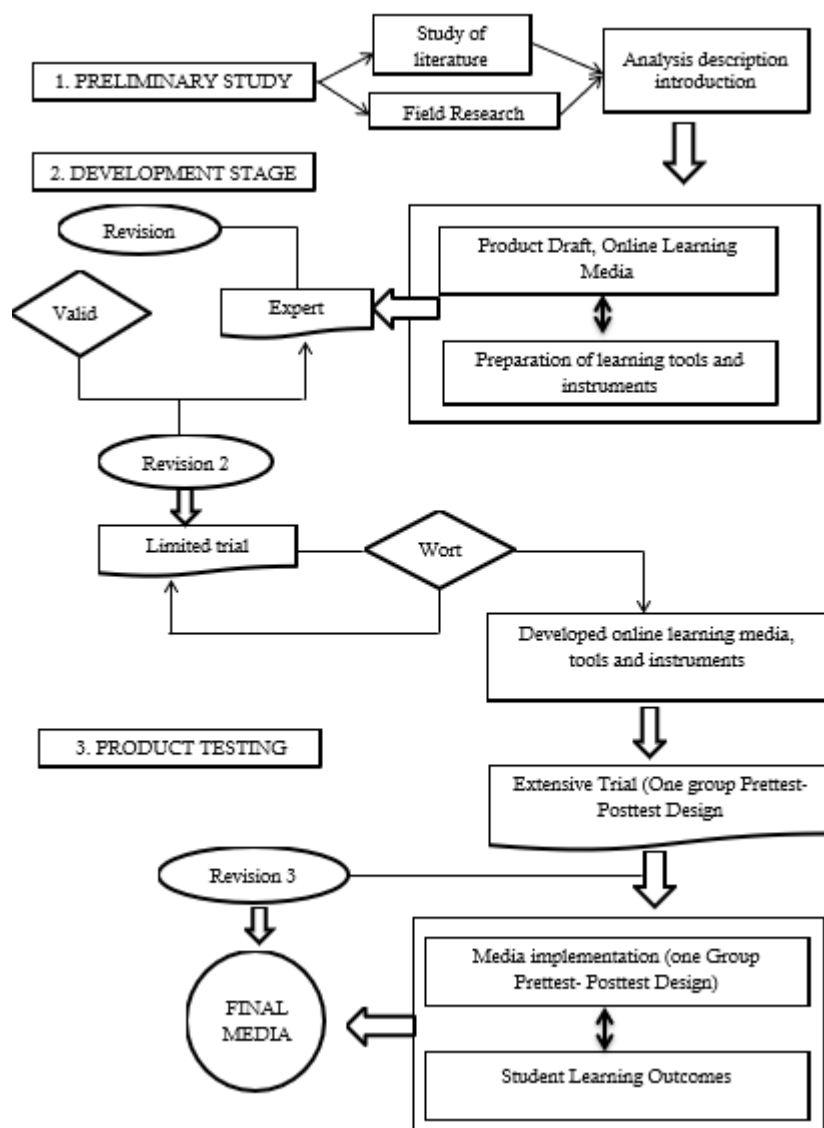 Study of
literature
1. PRELIMINARY STUDY
Field Research
Analysis description
introduction
2. DEVELOPMENT STAGE
Revision
Product Draft, Online Learning
Media
Valid
Expert
Preparation of learning tools and
instruments
Revision 2
Limited trial
Wort
Developed online learning media,
tools and instruments
3. PRODUCT TESTING
Extensive Trial (One group Prettest-
Posttest Design
Revision 3
Media implementation (one Group
Prettest- Posttest Design)
FINAL
MEDIA
Student Learning Outcomes